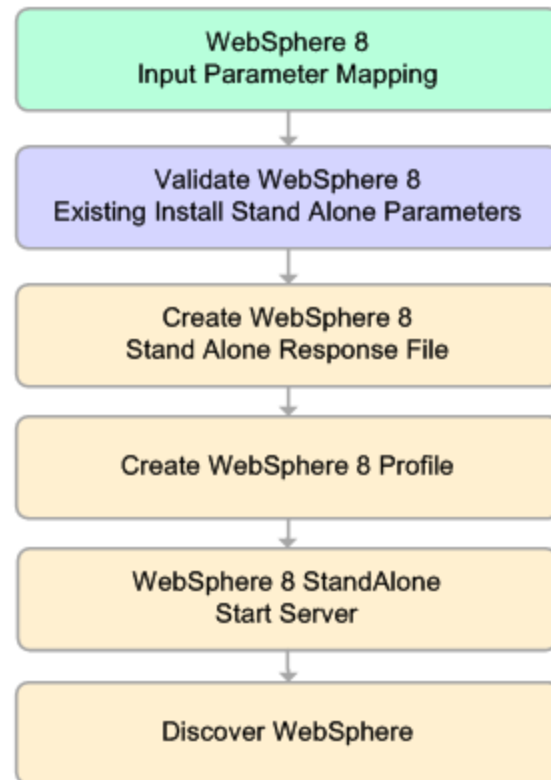 WebSphere 8
Input Parameter Mapping
Validate WebSphere 8
Existing Install Stand Alone Parameters
Create WebSphere 8
Stand Alone Response File
Create WebSphere 8 Profile
WebSphere 8 StandAlone
Start Server
Discover WebSphere